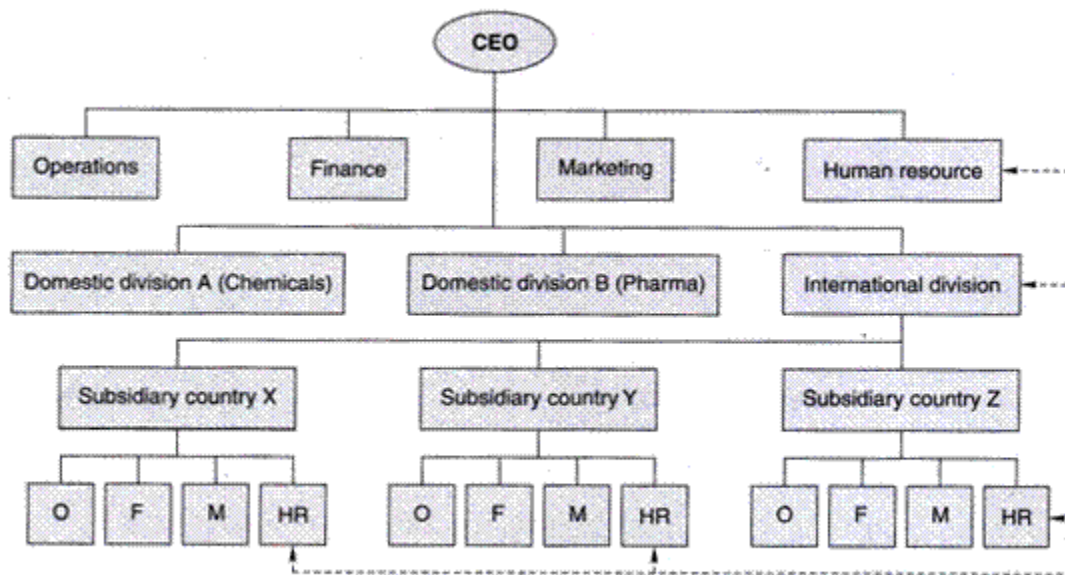 CEO
Operations
Finance
Marketing
Human resource
Domestic division A (Chemicals)
Domestic division B (Pharma)
International division
Subsidiary country X
Subsidiary country Y
Subsidiary country Z
O
F
M
HR
O
F
M
HR
O
F
M
HR